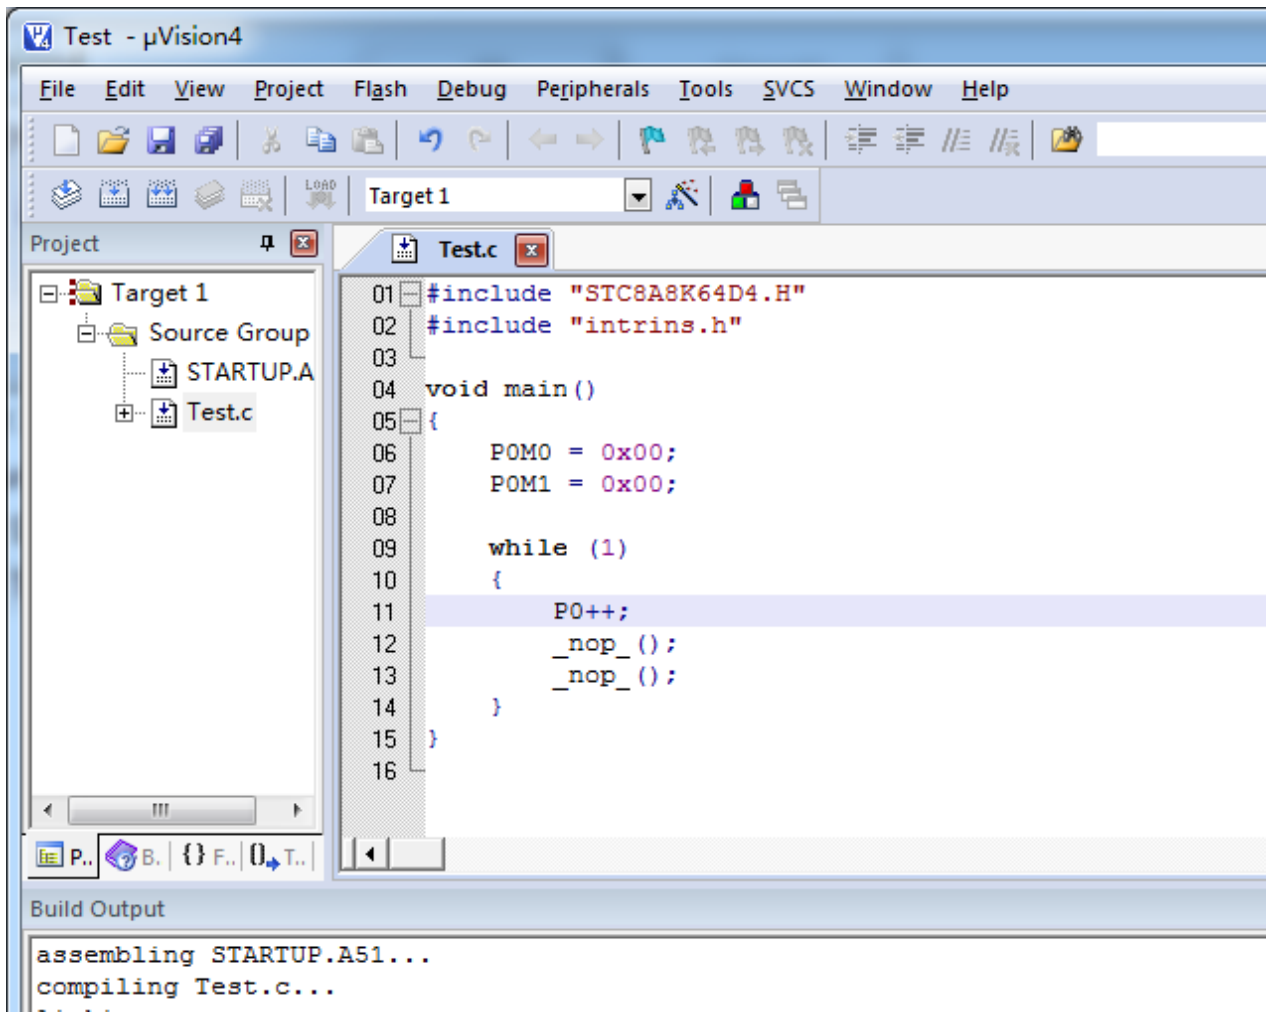 Test - µVision4
File Edit View Project Flash Debug Peripherals Tools SVCS Window Help
LOAD Target 1
Project
Test.c
Target 1
Source Group
STARTUP.A
Test.c
01 #include "STC8A8K64D4.H"
02 #include "intrins.h"
03
04 void main()
05 {
06 P0M0 = 0x00;
07 P0M1 = 0x00;
08
09 while (1)
10 {
11 P0++;
12 _nop_();
13 _nop_();
14 }
15 }
16
P.. B. {} F.. 0 T..
Build Output
assembling STARTUP.A51...
compiling Test.c...